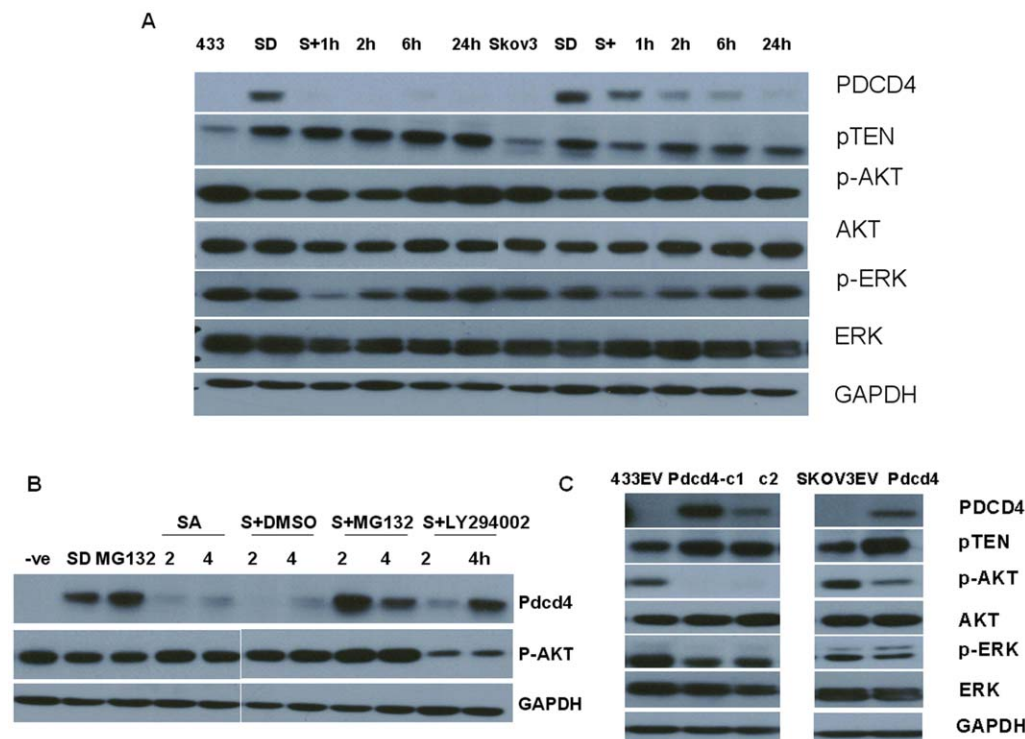 A
433 SD S+1h 2h 6h 24h Skov3 SD S+ 1h 2h 6h 24h
PDCD4
pTEN
p-AKT
AKT
p-ERK
ERK
GAPDH
B
SA S+DMSO S+MG132 S+LY294002
-ve SD MG132 2 4 2 4 2 4 2 4h
Pdcd4
P-AKT
GAPDH
C
433EV Pdcd4-c1 c2 SKOV3EV Pdcd4
PDCD4
pTEN
p-AKT
AKT
p-ERK
ERK
GAPDH